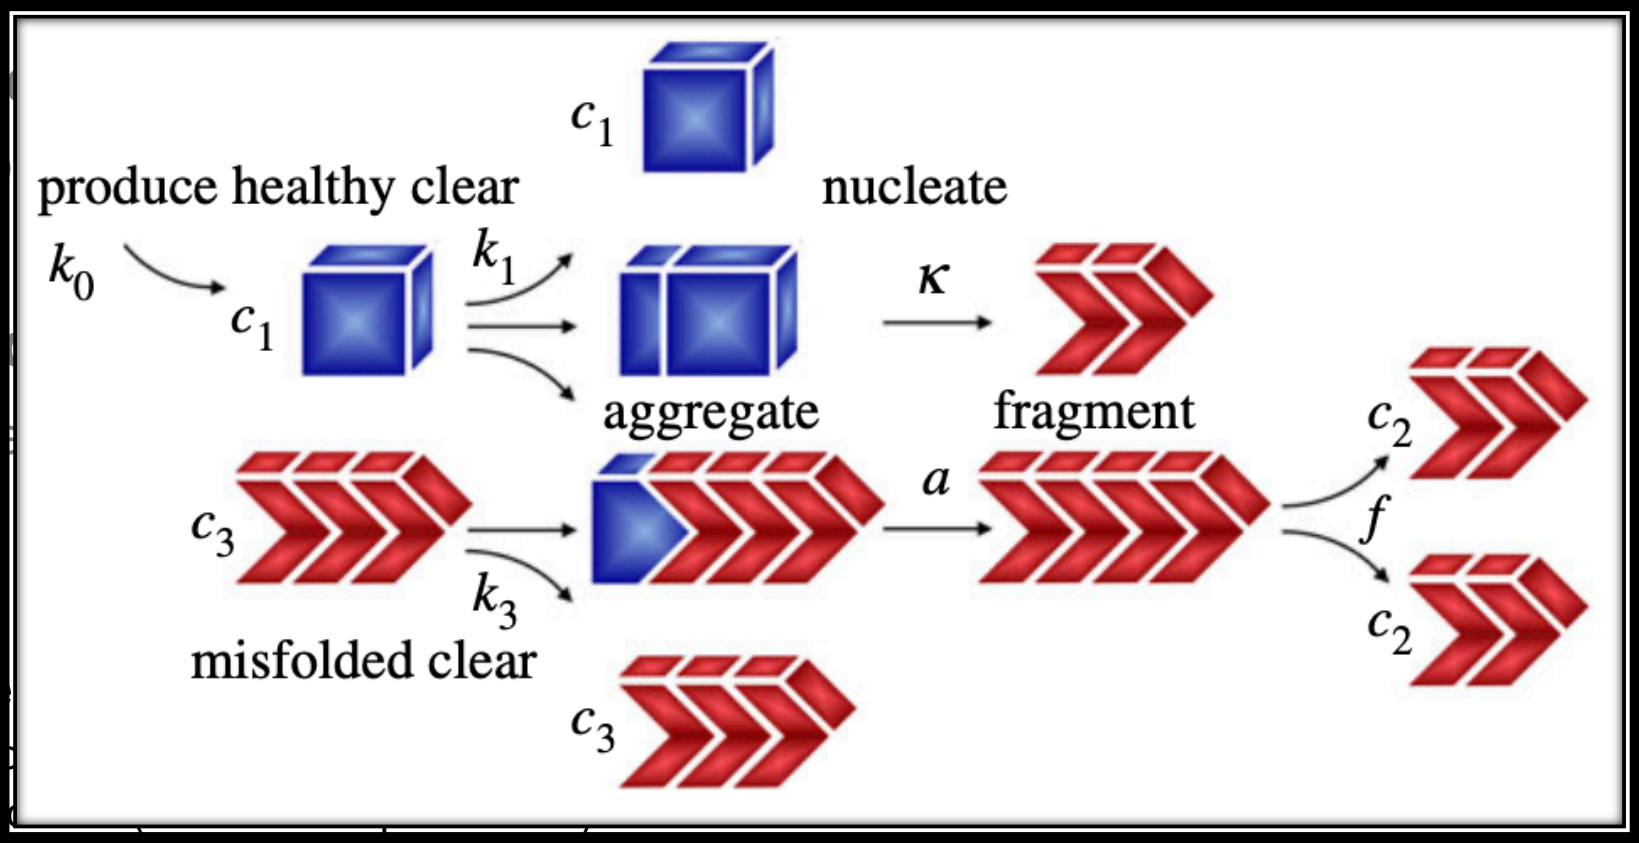 c1
produce healthy clear
nucleate
k0
k1
κ
c1
aggregate
fragment
c2
c3
a
f
k3
c2
misfolded clear
c3